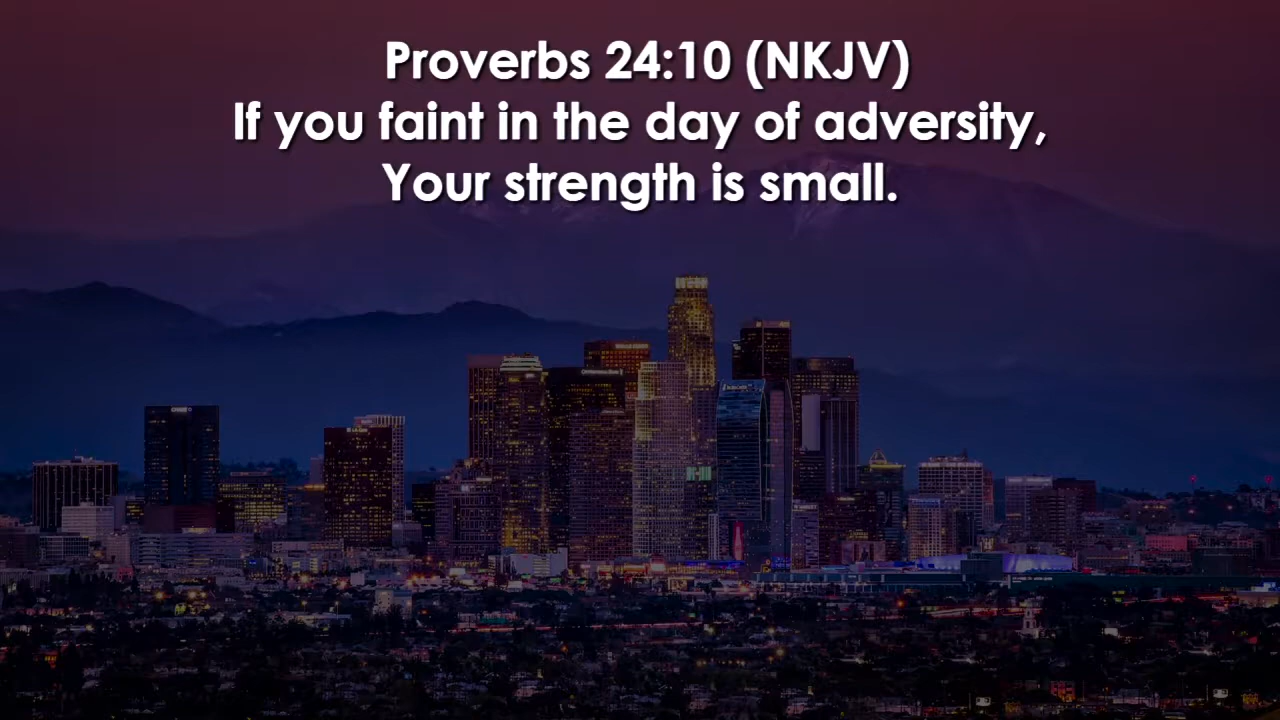 Proverbs 24:10 (NKJV)
If you faint in the day of adversity,
Your strength is small.